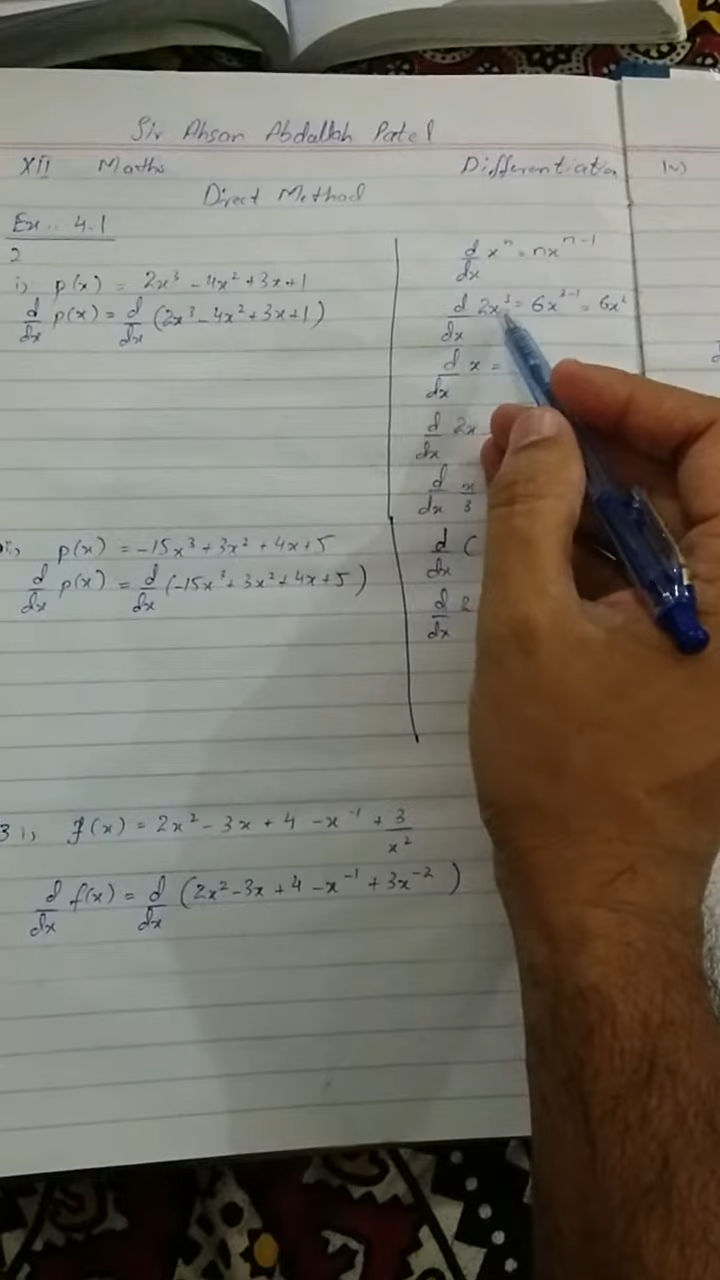 Sir Ahsan Abdallah Patel
XII Maths Differentiation
Direct Method
Ex.. 4.1
2
i, p(x) = 2x³ - 4x² + 3x + 1
d/dx p(x) = d/dx (2x³ - 4x² + 3x + 1)
ii, p(x) = -15x³ + 3x² + 4x + 5
d/dx p(x) = d/dx (-15x³ + 3x² + 4x + 5)
3 i, f(x) = 2x² - 3x + 4 - x⁻¹ + 3/x²
d/dx f(x) = d/dx (2x² - 3x + 4 - x⁻¹ + 3x⁻²)
d/dx xⁿ = nxⁿ⁻¹
d/dx 2x³ = 6x³⁻¹ = 6x²
d/dx x =
d/dx 2x
d/dx x/3
d/dx (
d/dx
iv)